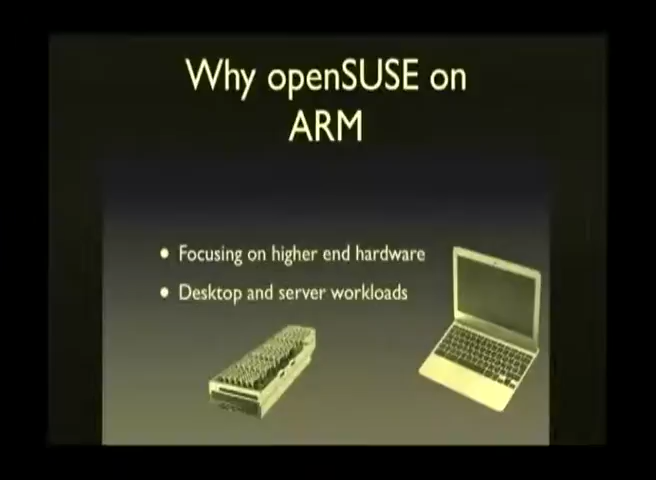 Why openSUSE on
ARM
• Focusing on higher end hardware
• Desktop and server workloads